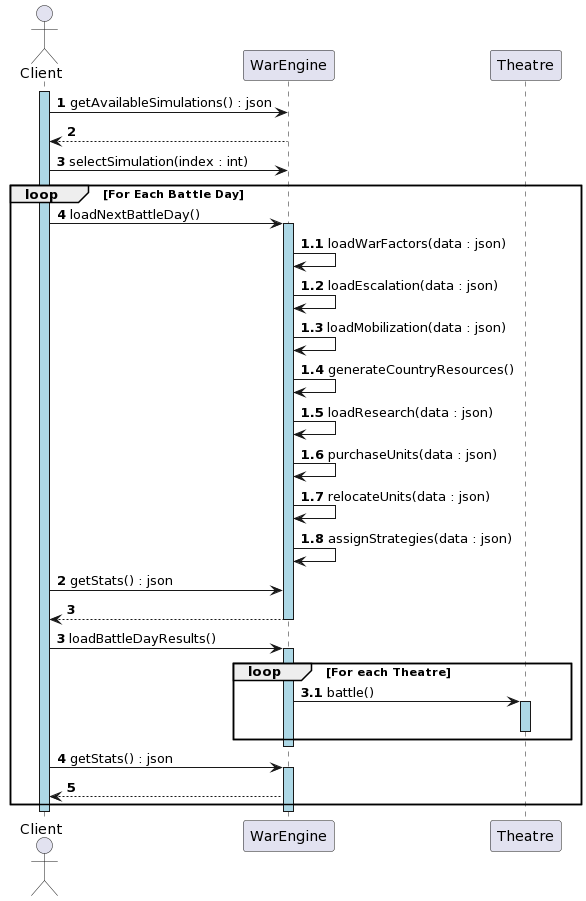 Client
WarEngine
Theatre
1 getAvailableSimulations() : json
2
3 selectSimulation(index : int)
loop [For Each Battle Day]
4 loadNextBattleDay()
1.1 loadWarFactors(data : json)
1.2 loadEscalation(data : json)
1.3 loadMobilization(data : json)
1.4 generateCountryResources()
1.5 loadResearch(data : json)
1.6 purchaseUnits(data : json)
1.7 relocateUnits(data : json)
1.8 assignStrategies(data : json)
2 getStats() : json
3
3 loadBattleDayResults()
loop [For each Theatre]
3.1 battle()
4 getStats() : json
5
Client
WarEngine
Theatre